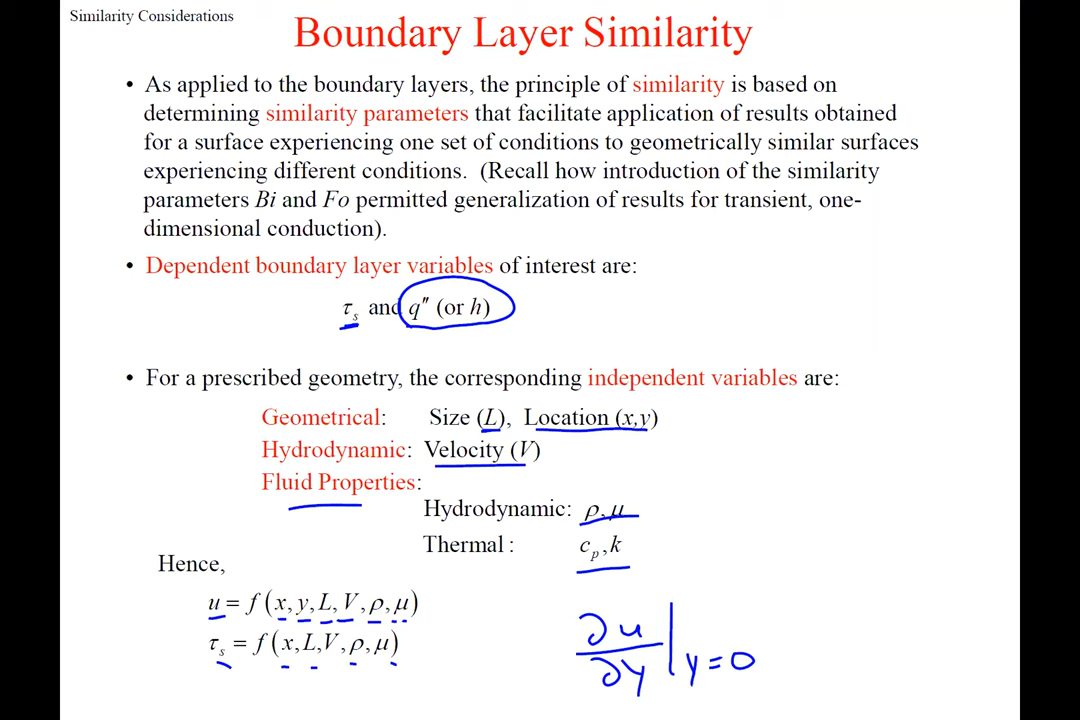 Similarity Considerations
Boundary Layer Similarity
• As applied to the boundary layers, the principle of similarity is based on
determining similarity parameters that facilitate application of results obtained
for a surface experiencing one set of conditions to geometrically similar surfaces
experiencing different conditions. (Recall how introduction of the similarity
parameters Bi and Fo permitted generalization of results for transient, one-
dimensional conduction).
• Dependent boundary layer variables of interest are:
τₛ and q″ (or h)
• For a prescribed geometry, the corresponding independent variables are:
Geometrical: Size (L), Location (x,y)
Hydrodynamic: Velocity (V)
Fluid Properties:
Hydrodynamic: ρ, μ
Thermal : cₚ, k
Hence,
u = f (x, y, L, V, ρ, μ)
τₛ = f (x, L, V, ρ, μ)
∂u/∂y | y=0